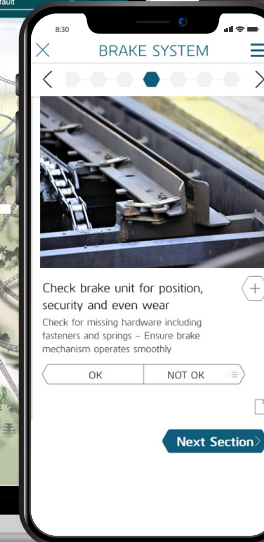 fault
8:30
BRAKE SYSTEM
Check brake unit for position,
security and even wear
Check for missing hardware including
fasteners and springs – Ensure brake
mechanism operates smoothly
OK NOT OK
Next Section